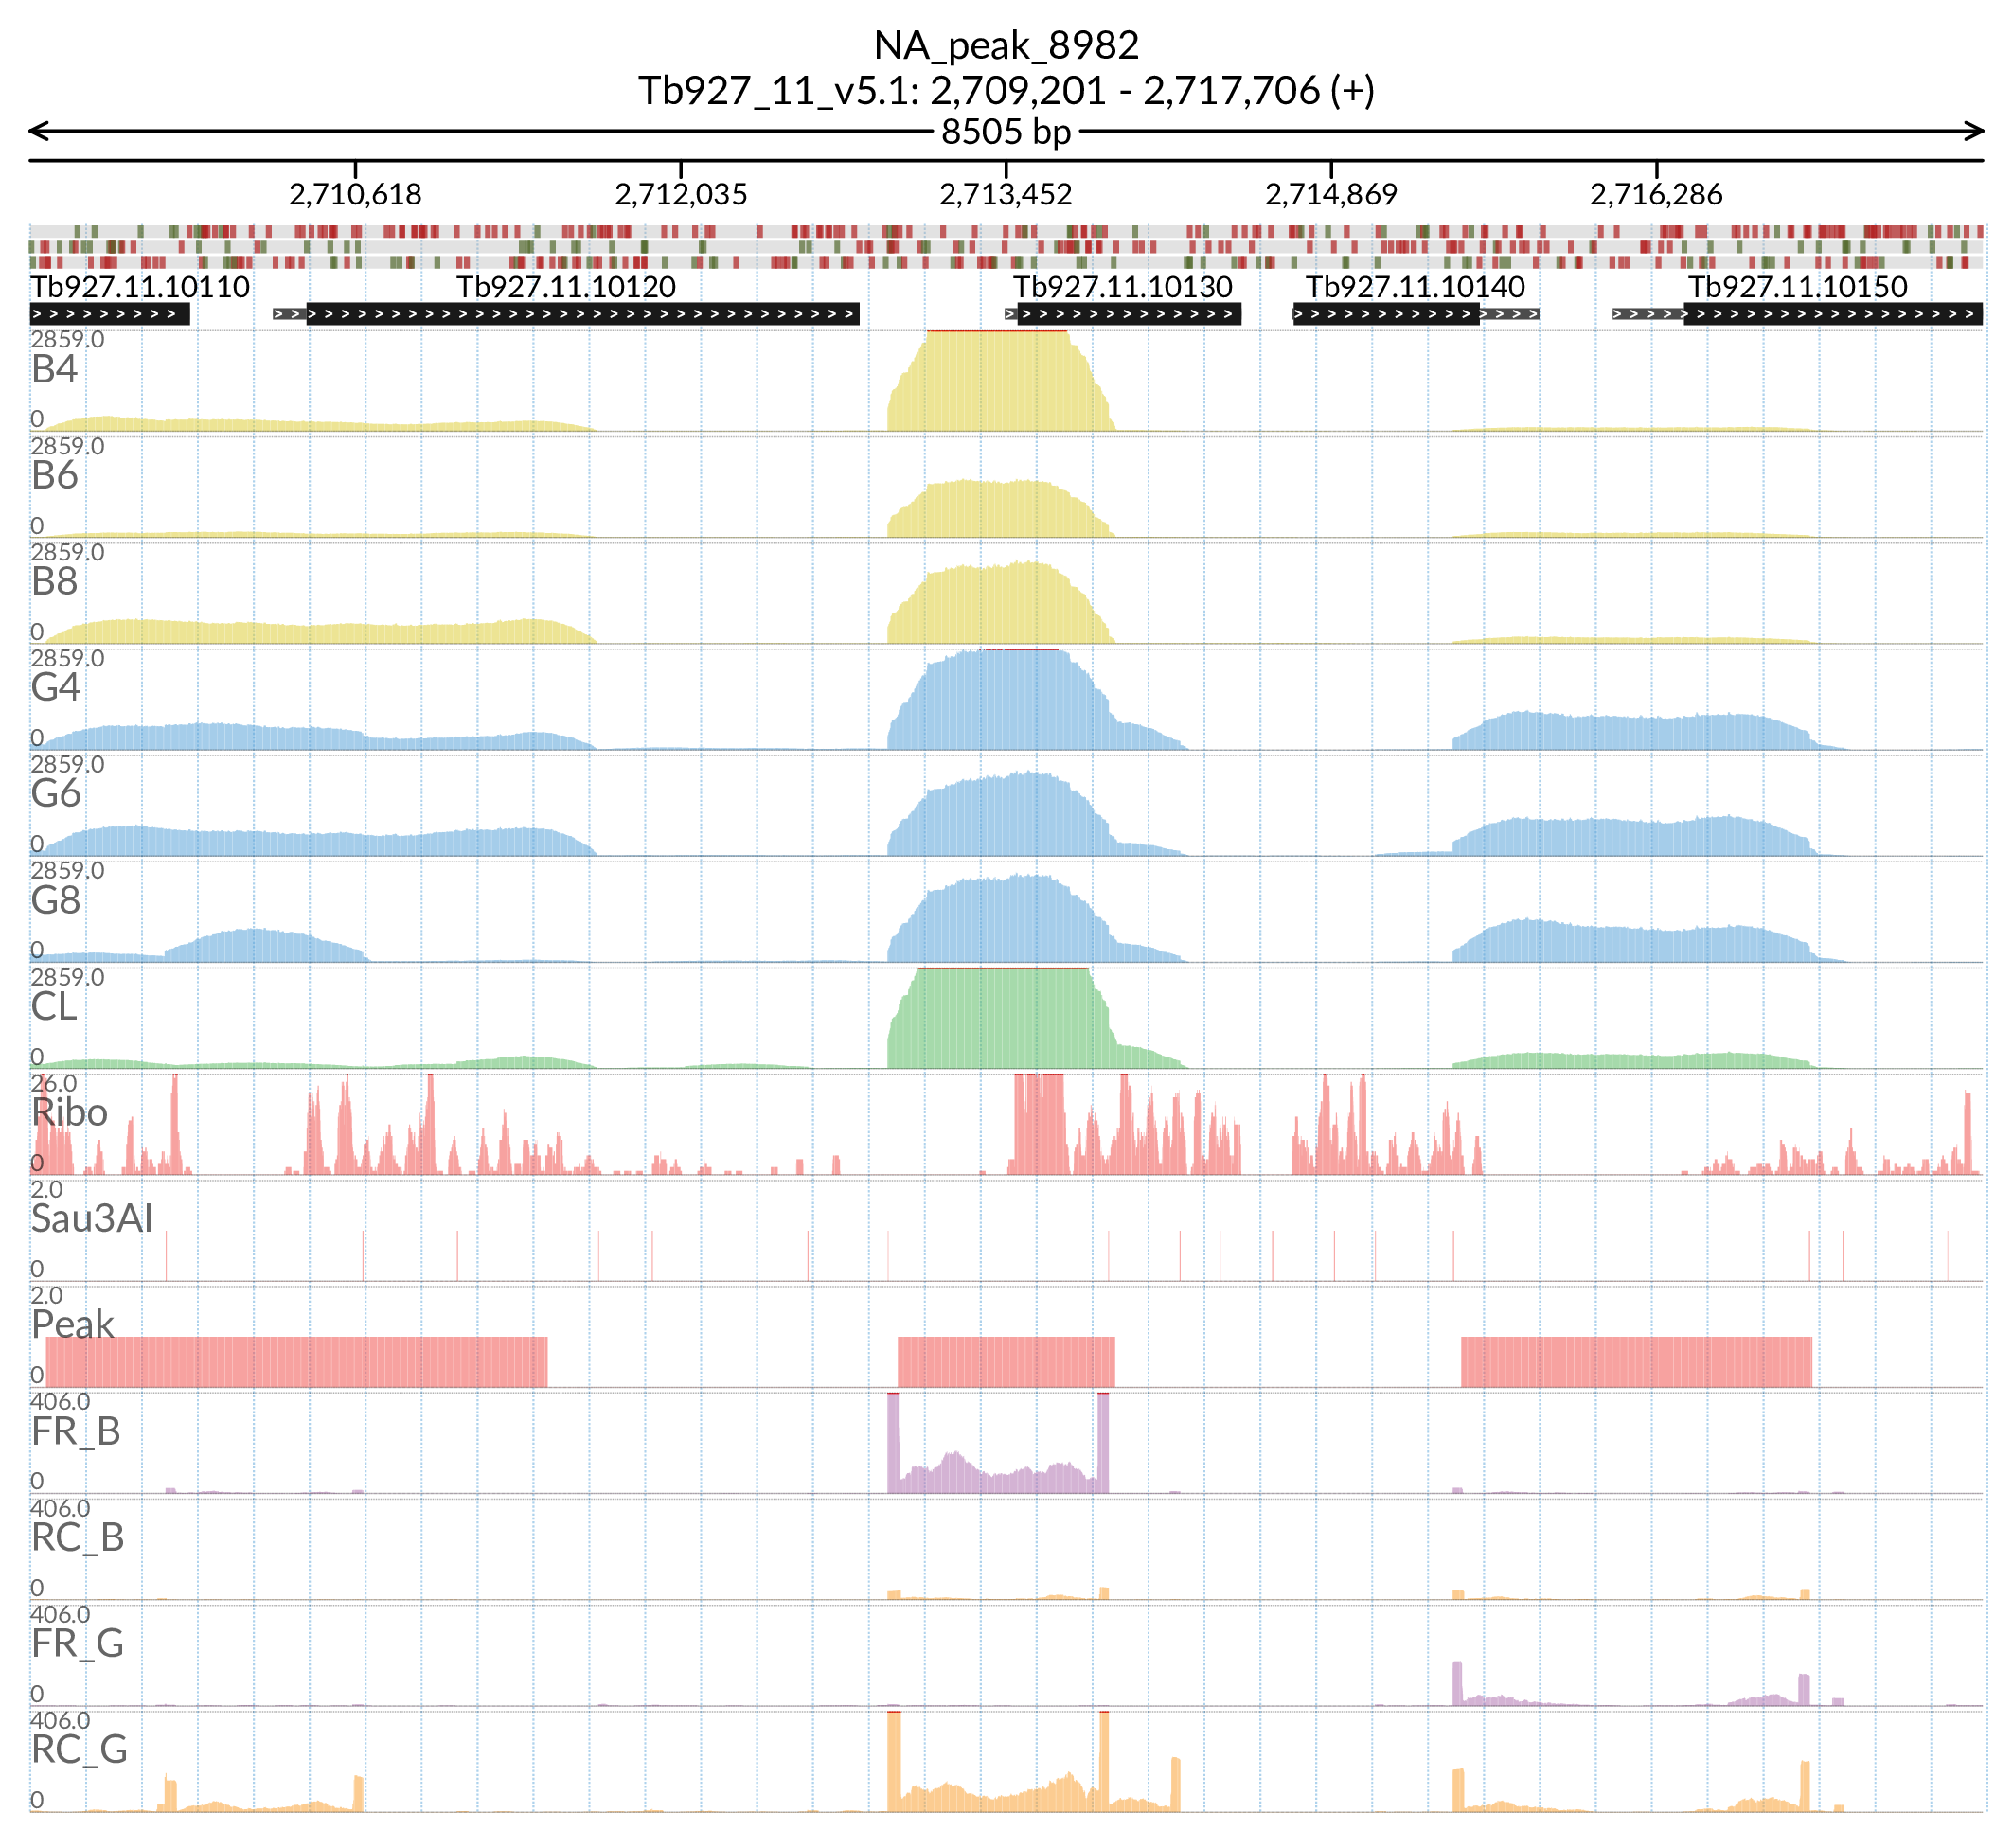 NA_peak_8982
Tb927_11_v5.1: 2,709,201 - 2,717,706 (+)
8505 bp
2,710,618 2,712,035 2,713,452 2,714,869 2,716,286
Tb927.11.10110 Tb927.11.10120 Tb927.11.10130 Tb927.11.10140 Tb927.11.10150
2859.0
B4
0
2859.0
B6
0
2859.0
B8
0
2859.0
G4
0
2859.0
G6
0
2859.0
G8
0
2859.0
CL
0
26.0
Ribo
0
2.0
Sau3AI
0
2.0
Peak
0
406.0
FR_B
0
406.0
RC_B
0
406.0
FR_G
0
406.0
RC_G
0